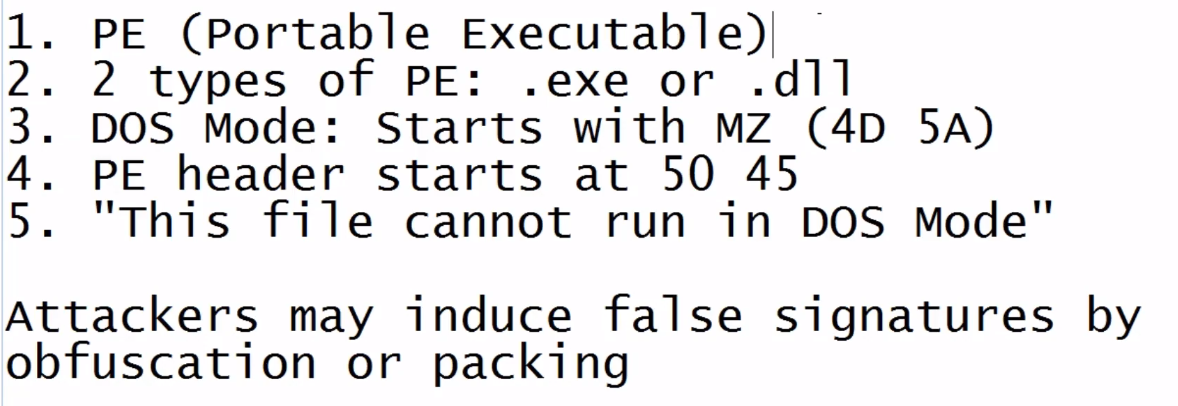 1. PE (Portable Executable)
2. 2 types of PE: .exe or .dll
3. DOS Mode: Starts with MZ (4D 5A)
4. PE header starts at 50 45
5. "This file cannot run in DOS Mode"
Attackers may induce false signatures by
obfuscation or packing